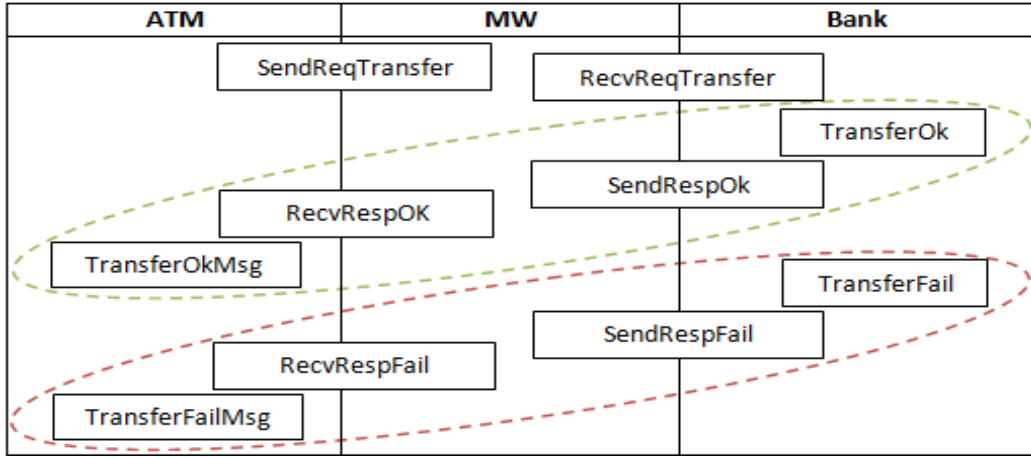 ATM MW Bank
SendReqTransfer
RecvReqTransfer
TransferOk
SendRespOk
RecvRespOK
TransferOkMsg
TransferFail
SendRespFail
RecvRespFail
TransferFailMsg